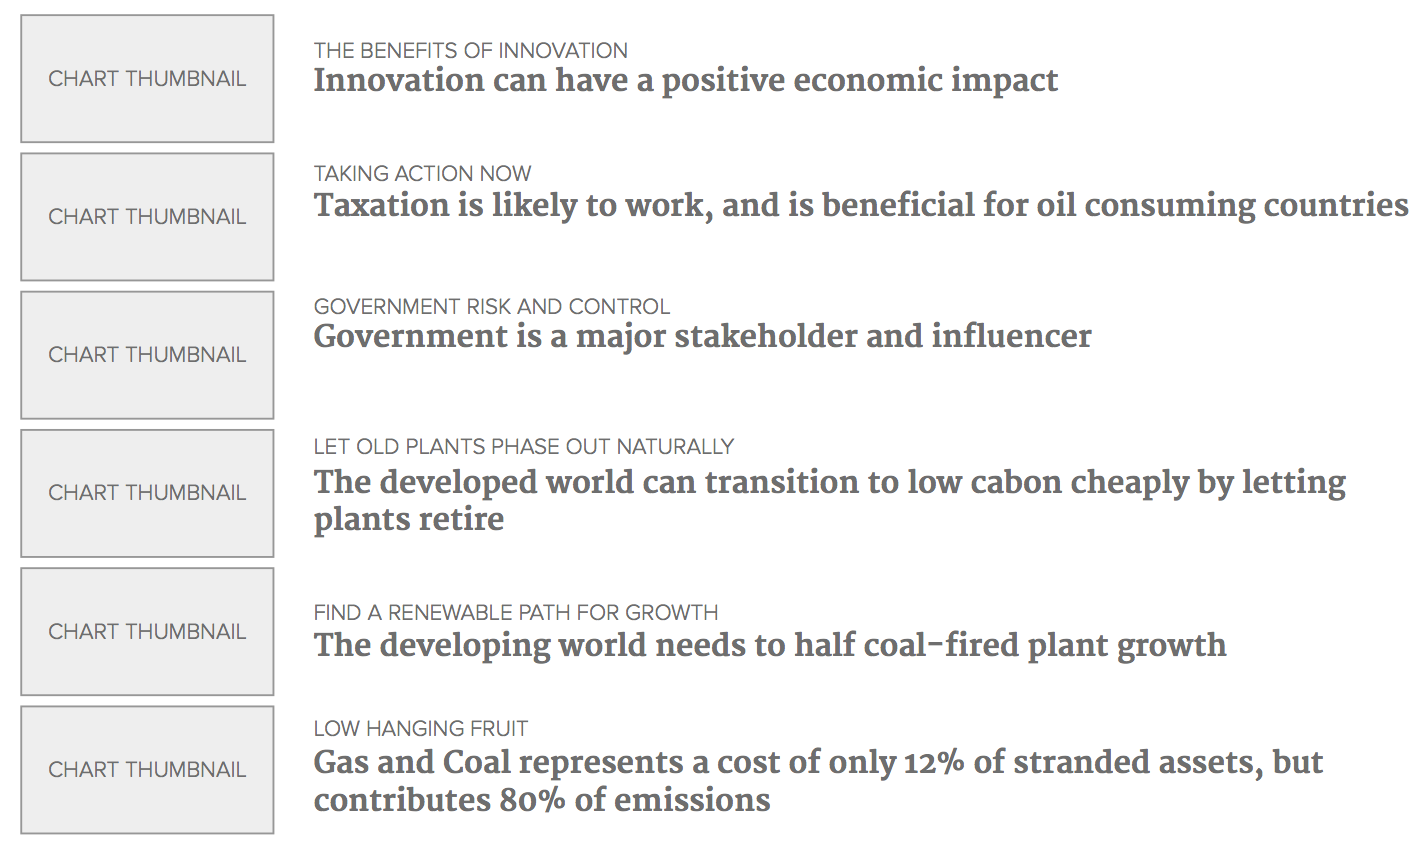 CHART THUMBNAIL
THE BENEFITS OF INNOVATION
Innovation can have a positive economic impact
CHART THUMBNAIL
TAKING ACTION NOW
Taxation is likely to work, and is beneficial for oil consuming countries
CHART THUMBNAIL
GOVERNMENT RISK AND CONTROL
Government is a major stakeholder and influencer
CHART THUMBNAIL
LET OLD PLANTS PHASE OUT NATURALLY
The developed world can transition to low cabon cheaply by letting
plants retire
CHART THUMBNAIL
FIND A RENEWABLE PATH FOR GROWTH
The developing world needs to half coal-fired plant growth
CHART THUMBNAIL
LOW HANGING FRUIT
Gas and Coal represents a cost of only 12% of stranded assets, but
contributes 80% of emissions